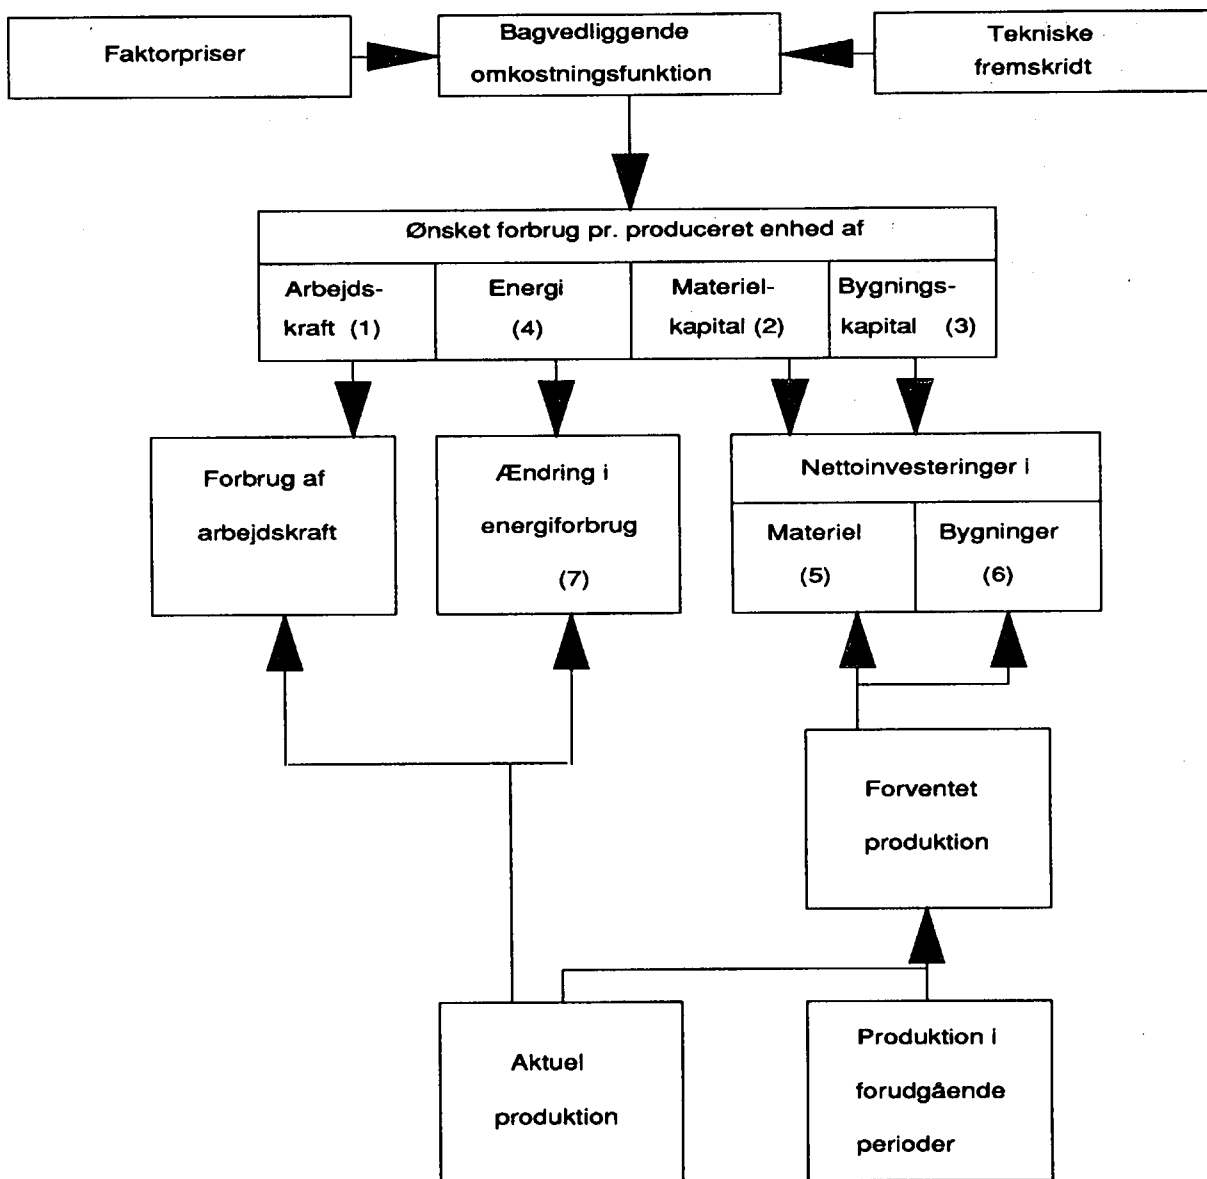 Faktorpriser
Bagvedliggende
omkostningsfunktion
Tekniske
fremskridt
Ønsket forbrug pr. produceret enhed af
Arbejds-
kraft (1)
Energi
(4)
Materiel-
kapital (2)
Bygnings-
kapital (3)
Forbrug af
arbejdskraft
Ændring i
energiforbrug
(7)
Nettoinvesteringer i
Materiel
(5)
Bygninger
(6)
Forventet
produktion
Aktuel
produktion
Produktion i
forudgående
perioder